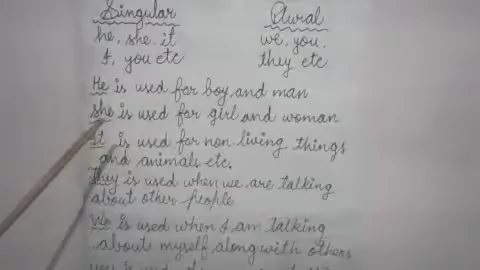 Singular Plural
he, she, it we, you,
I, you etc they etc
He is used for boy and man
She is used for girl and woman
It is used for non living things
and animals etc.
They is used when we are talking
about other people
We is used when I am talking
about myself along with others